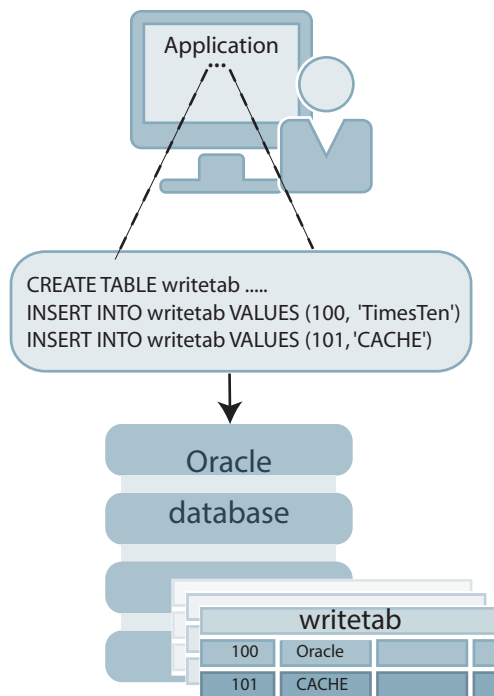 Application
...
CREATE TABLE writetab .....
INSERT INTO writetab VALUES (100, 'TimesTen')
INSERT INTO writetab VALUES (101, 'CACHE')
Oracle
database
writetab
100 Oracle
101 CACHE